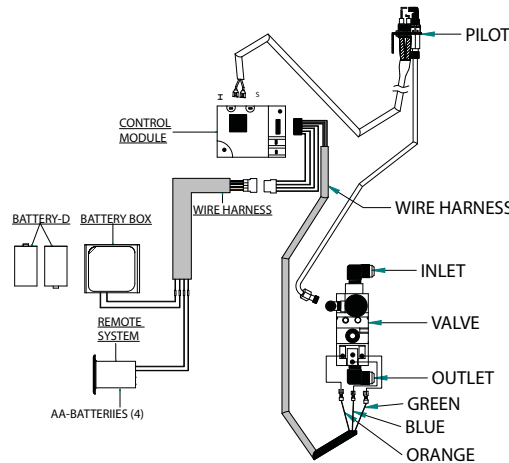 PILOT
I
S
CONTROL
MODULE
WIRE HARNESS
WIRE HARNESS
BATTERY-D
BATTERY BOX
INLET
VALVE
REMOTE
SYSTEM
OUTLET
AA-BATTERIIES (4)
GREEN
BLUE
ORANGE